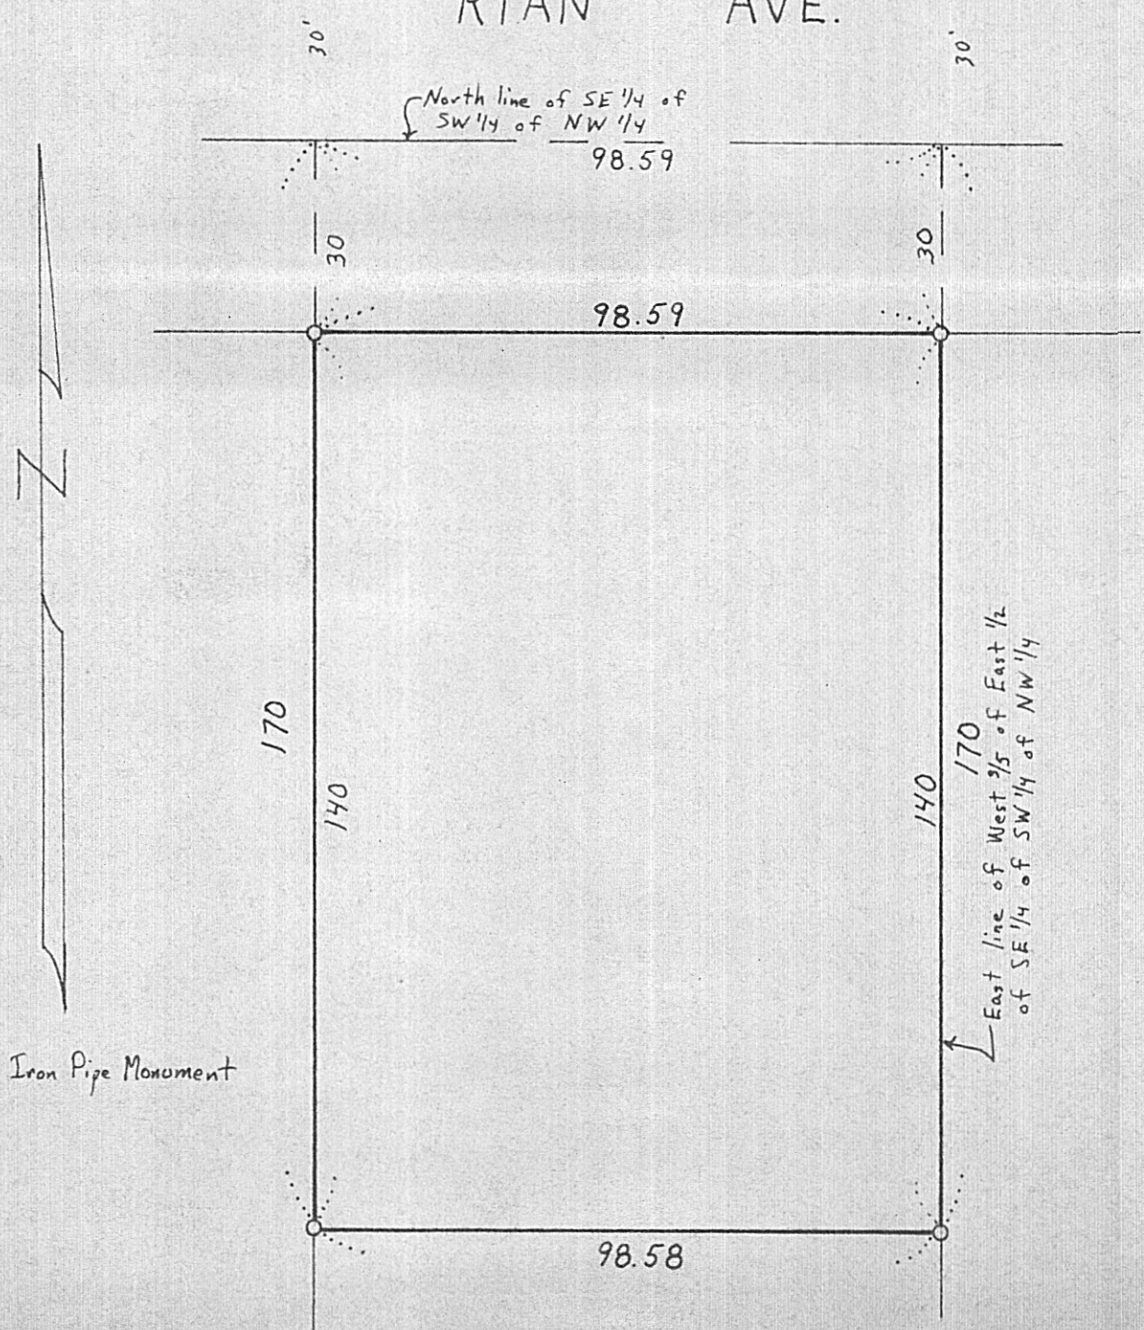 RYAN AVE.
30'
30'
North line of SE 1/4 of
SW 1/4 of NW 1/4
98.59
30
30
98.59
N
170
140
140
170
East line of West 3/5 of East 1/2
of SE 1/4 of SW 1/4 of NW 1/4
Iron Pipe Monument
98.58